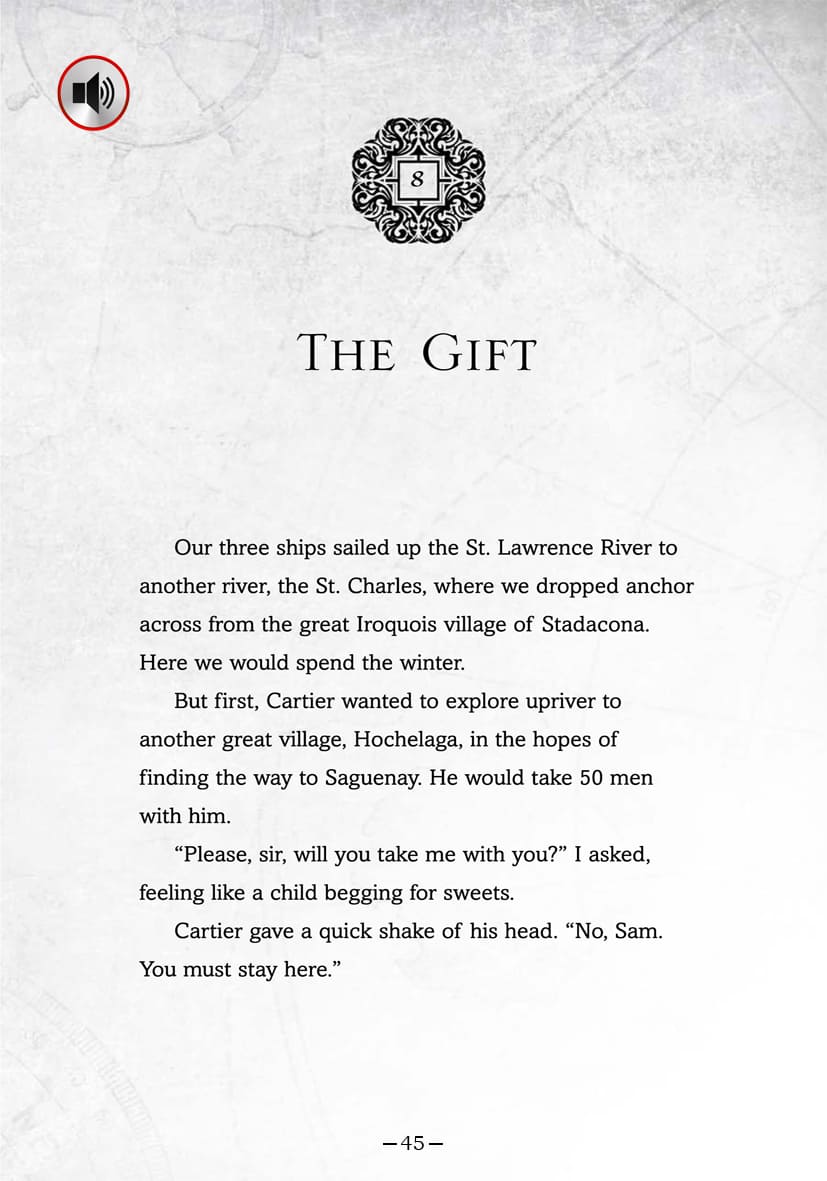 8
THE GIFT
Our three ships sailed up the St. Lawrence River to
another river, the St. Charles, where we dropped anchor
across from the great Iroquois village of Stadacona.
Here we would spend the winter.
But first, Cartier wanted to explore upriver to
another great village, Hochelaga, in the hopes of
finding the way to Saguenay. He would take 50 men
with him.
“Please, sir, will you take me with you?” I asked,
feeling like a child begging for sweets.
Cartier gave a quick shake of his head. “No, Sam.
You must stay here.”
—45—